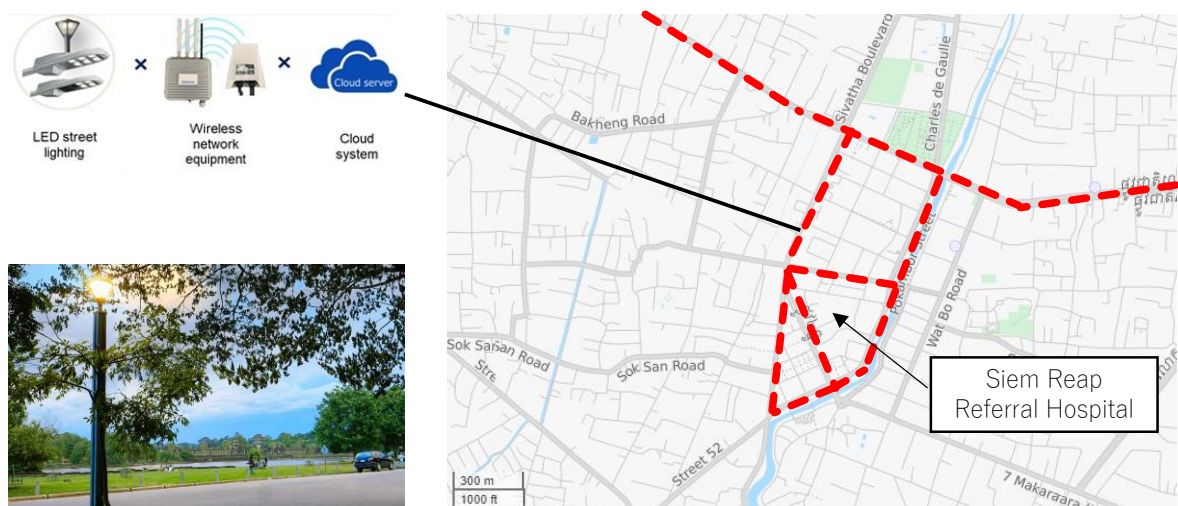 LED street
lighting
Wireless
network
equipment
Cloud server
Cloud
system
Sivatha Boulevard
Charles de Gaulle
Bakheng Road
Pokambor Street
Wat Bo Road
Sok San Road
Sok San Road
Street 52
7 Makara
Siem Reap
Referral Hospital
300 m
1000 ft